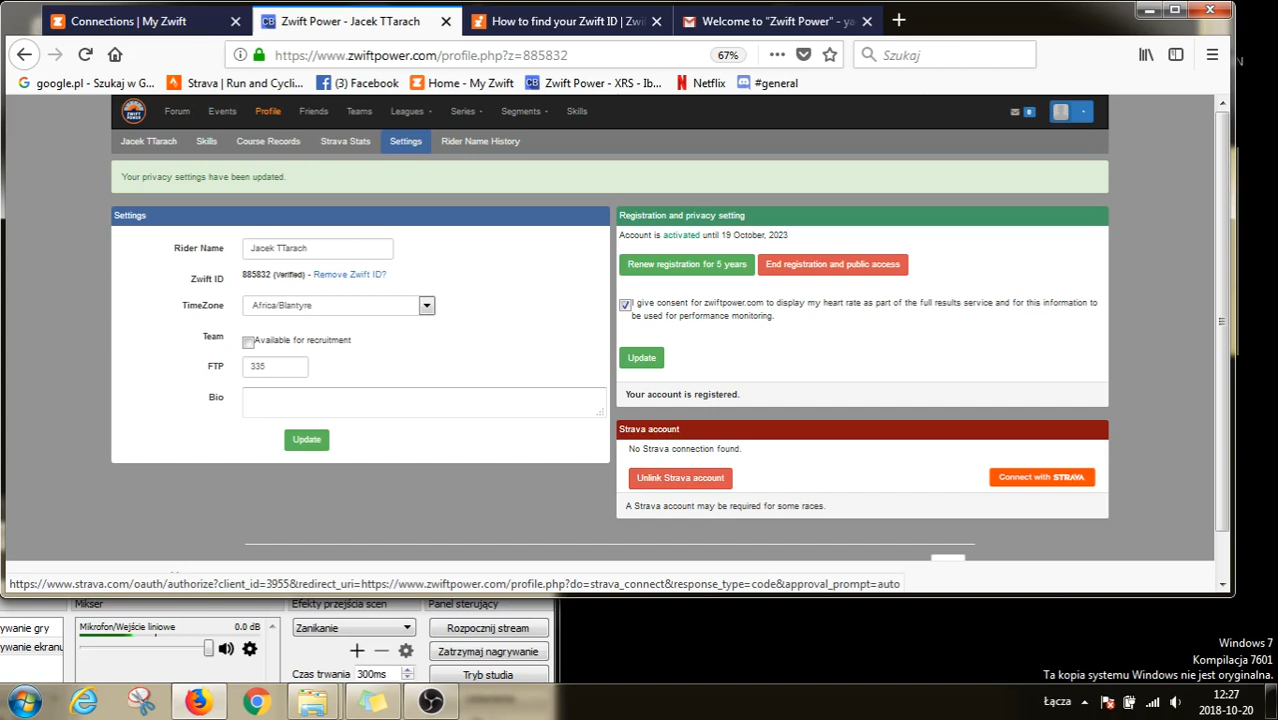 Connections | My Zwift
Zwift Power - Jacek TTarach
How to find your Zwift ID | Zwi
Welcome to "Zwift Power" - ya
https://www.zwiftpower.com/profile.php?z=885832
67%
Szukaj
google.pl - Szukaj w G...
Strava | Run and Cycli...
(3) Facebook
Home - My Zwift
Zwift Power - XRS - Ib...
Netflix
#general
ZWIFT POWER
Forum
Events
Profile
Friends
Teams
Leagues
Series
Segments
Skills
0
Jacek TTarach
Skills
Course Records
Strava Stats
Settings
Rider Name History
Your privacy settings have been updated.
Settings
Rider Name
Jacek TTarach
Zwift ID
885832 (Verified) - Remove Zwift ID?
TimeZone
Africa/Blantyre
Team
Available for recruitment
FTP
335
Bio
Update
Registration and privacy setting
Account is activated until 19 October, 2023
Renew registration for 5 years
End registration and public access
I give consent for zwiftpower.com to display my heart rate as part of the full results service and for this information to
be used for performance monitoring.
Update
Your account is registered.
Strava account
No Strava connection found.
Unlink Strava account
Connect with STRAVA
A Strava account may be required for some races.
https://www.strava.com/oauth/authorize?client_id=3955&redirect_uri=https://www.zwiftpower.com/profile.php?do=strava_connect&response_type=code&approval_prompt=auto
Mikser
Efekty przejścia scen
Panel sterujący
ywanie gry
ywanie ekranu
Mikrofon/Wejście liniowe
0.0 dB
Zanikanie
Czas trwania
300ms
Rozpocznij stream
Zatrzymaj nagrywanie
Tryb studia
Windows 7
Kompilacja 7601
Ta kopia systemu Windows nie jest oryginalna.
Łącza
12:27
2018-10-20